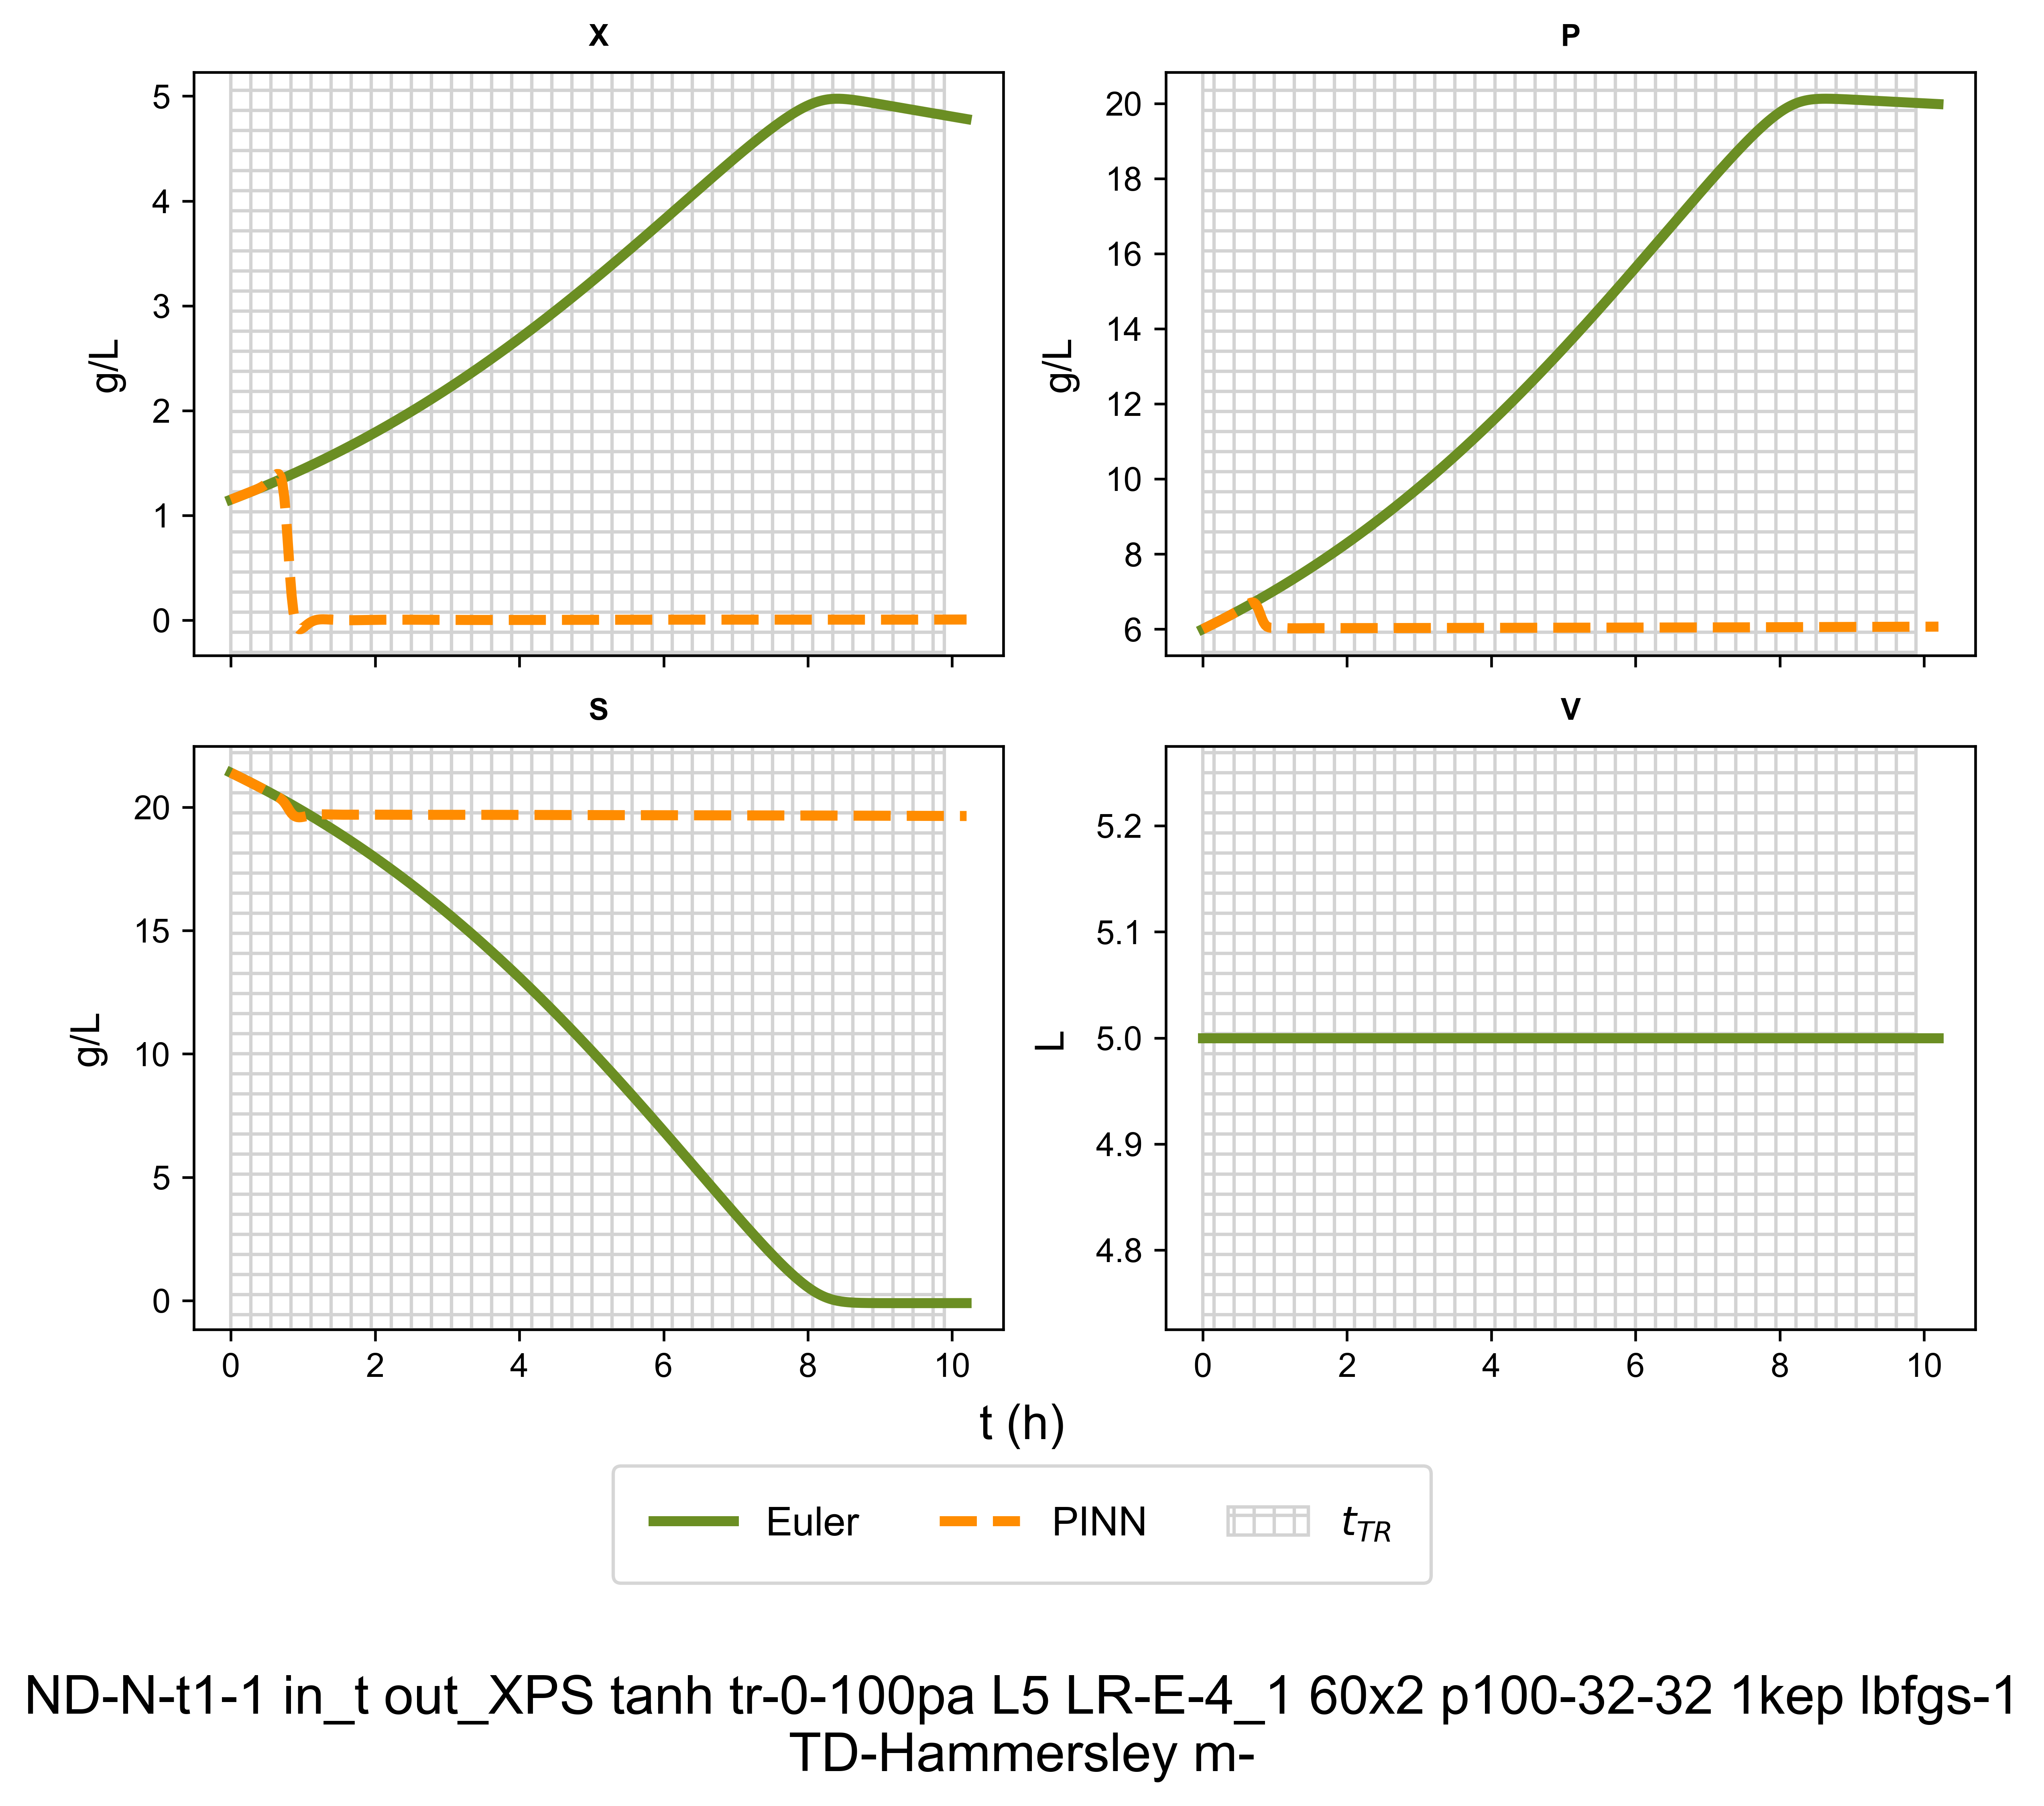 X
P
5
4
3
2
1
0
g/L
20
18
16
14
12
10
8
6
g/L
S
V
20
15
10
5
0
g/L
5.2
5.1
5.0
4.9
4.8
L
0 2 4 6 8 10
0 2 4 6 8 10
t (h)
Euler PINN t_TR
ND-N-t1-1 in_t out_XPS tanh tr-0-100pa L5 LR-E-4_1 60x2 p100-32-32 1kep lbfgs-1
TD-Hammersley m-